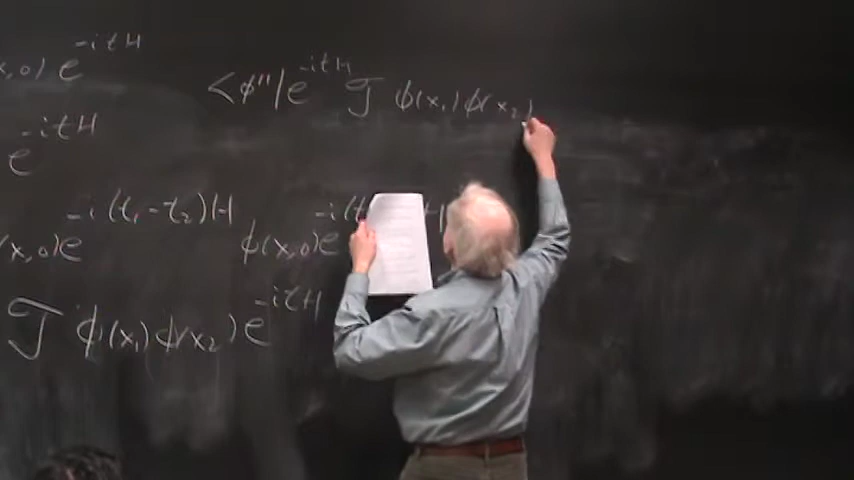 x,0) e^{-itH}
<φ"| e^{-itH} T φ(x₁) φ(x₂)
e^{-itH}
φ(x,0) e^{-i(t₁-t₂)H} φ(x,0) e^{-i(t H
T φ(x₁) φ(x₂) e^{-itH}